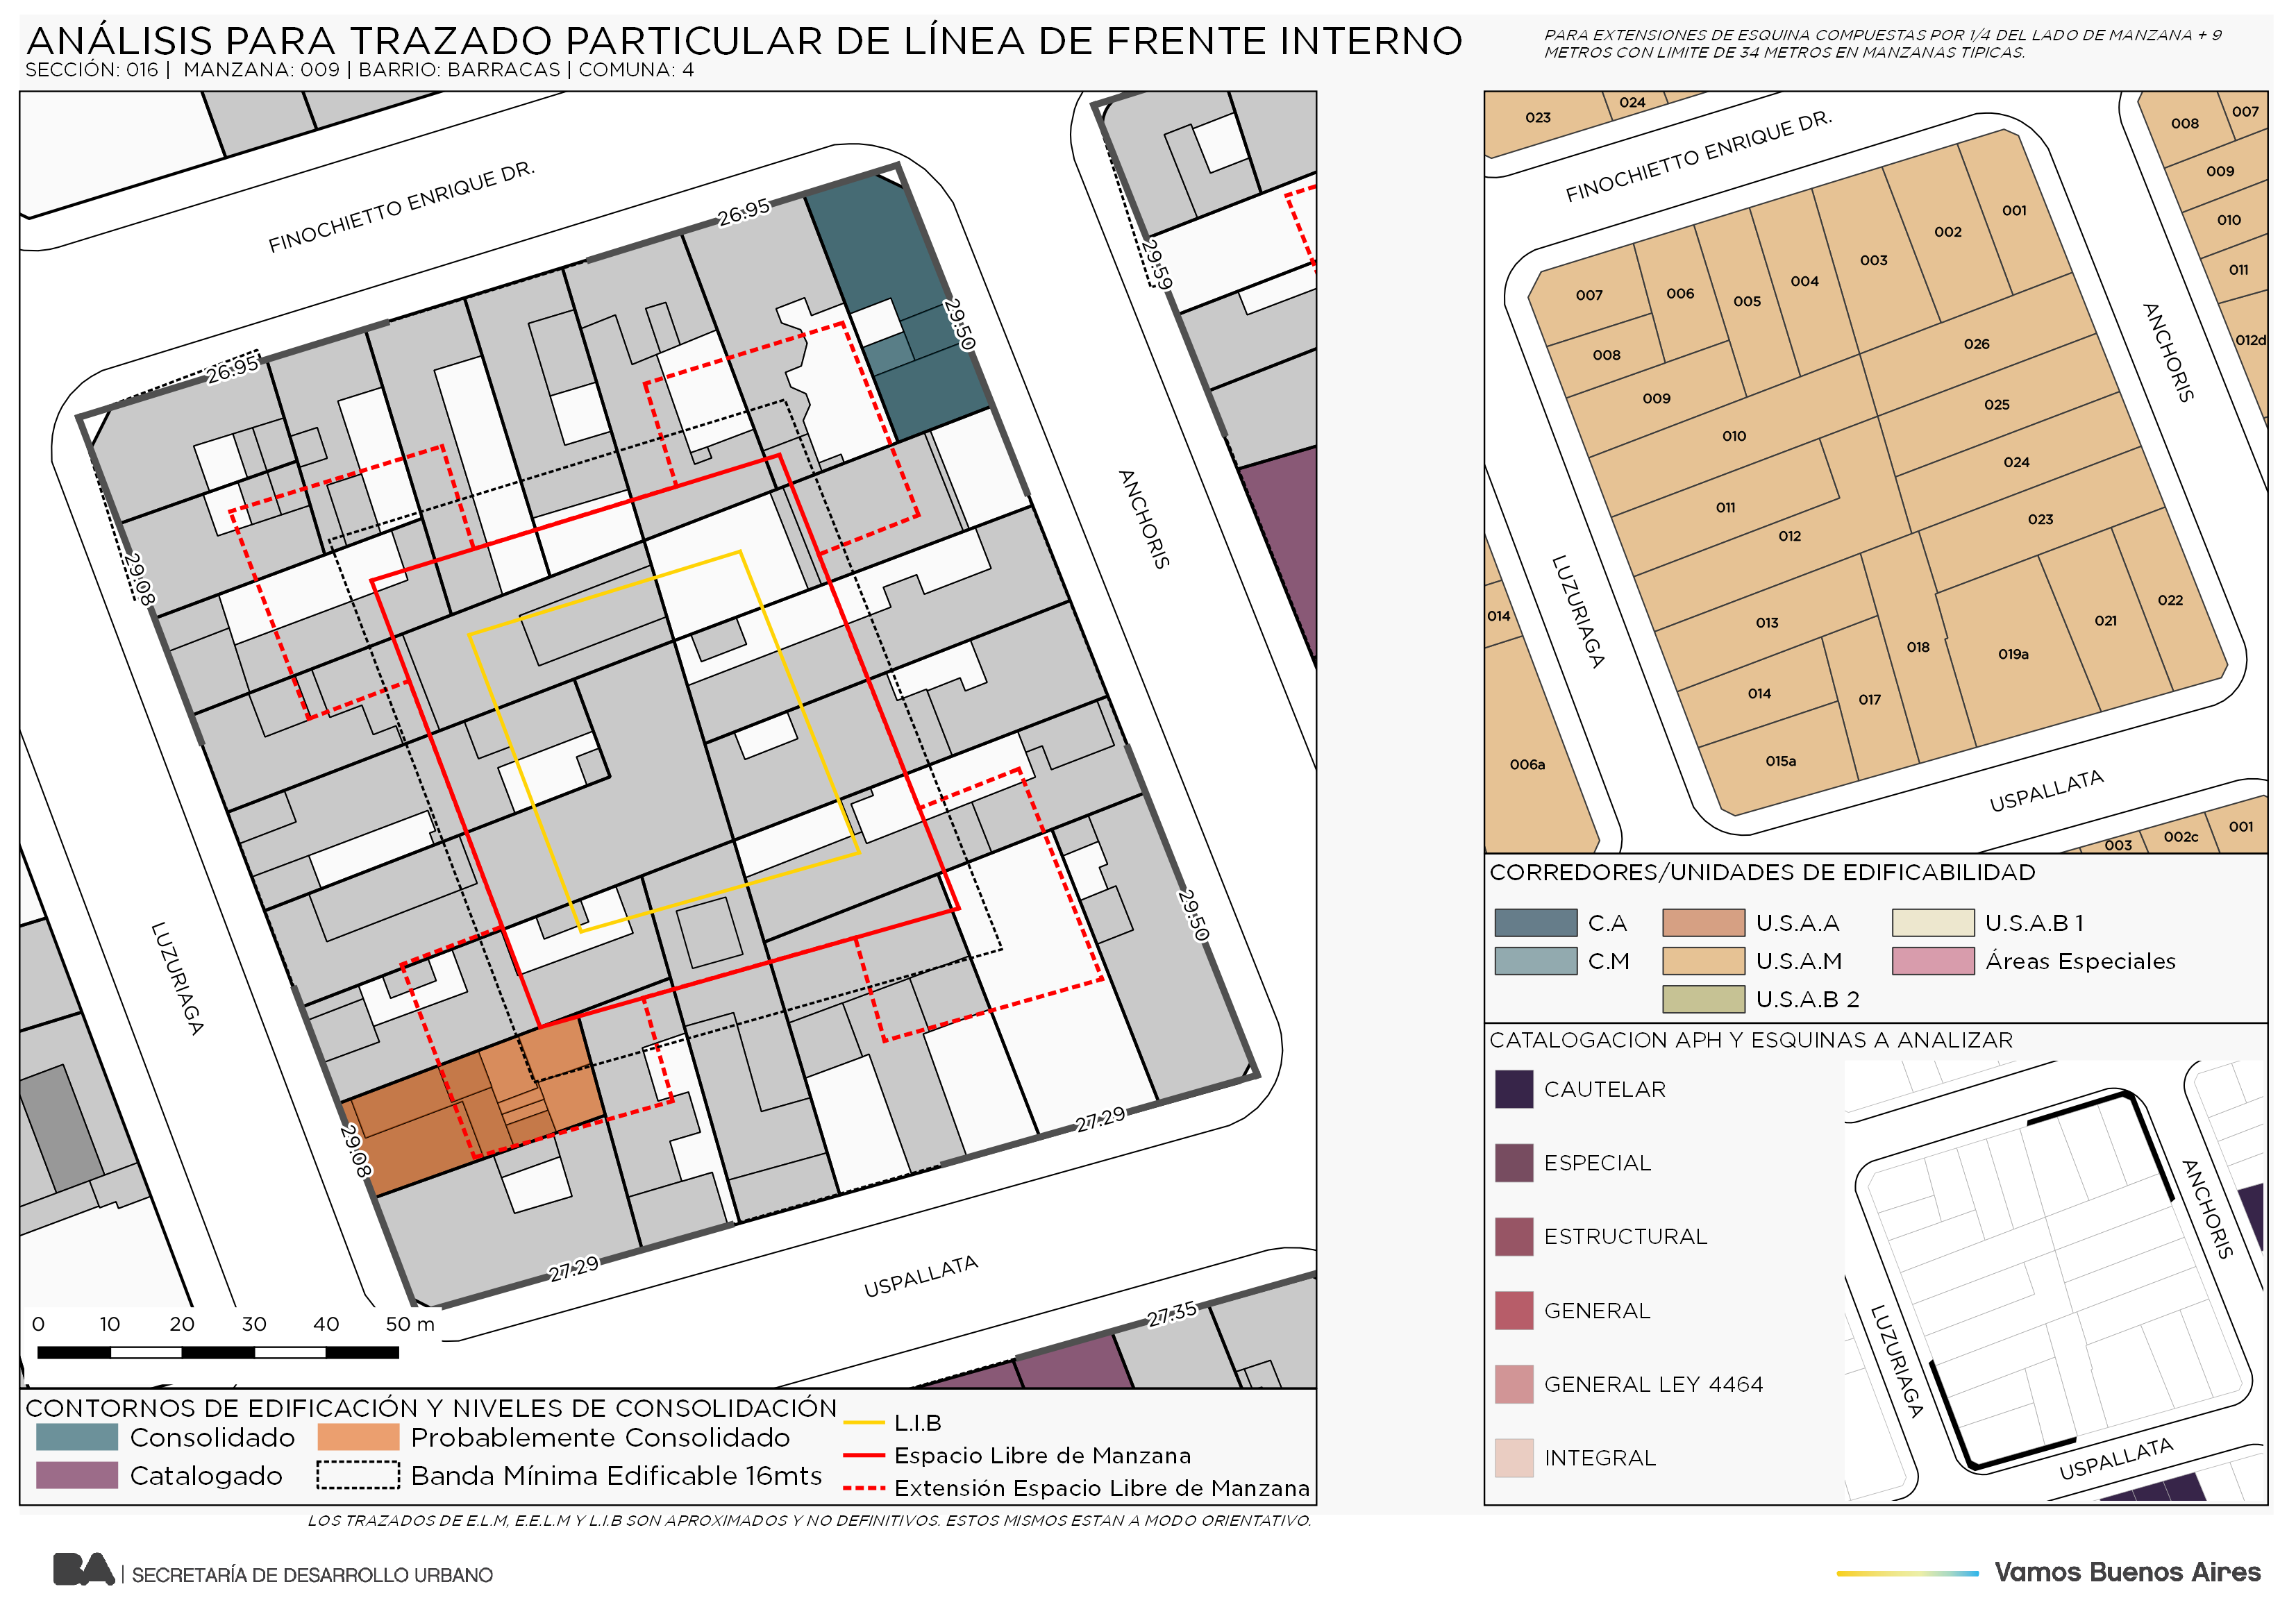 ANÁLISIS PARA TRAZADO PARTICULAR DE LÍNEA DE FRENTE INTERNO
SECCIÓN: 016 | MANZANA: 009 | BARRIO: BARRACAS | COMUNA: 4
PARA EXTENSIONES DE ESQUINA COMPUESTAS POR 1/4 DEL LADO DE MANZANA + 9
METROS CON LIMITE DE 34 METROS EN MANZANAS TIPICAS.
FINOCHIETTO ENRIQUE DR.
26.95
26.95
29.59
29.50
29.08
ANCHORIS
LUZURIAGA
29.50
29.08
27.29
27.29
USPALLATA
27.35
0 10 20 30 40 50 m
CONTORNOS DE EDIFICACIÓN Y NIVELES DE CONSOLIDACIÓN
Consolidado
Probablemente Consolidado
Catalogado
Banda Mínima Edificable 16mts
L.I.B
Espacio Libre de Manzana
Extensión Espacio Libre de Manzana
LOS TRAZADOS DE E.L.M, E.E.L.M Y L.I.B SON APROXIMADOS Y NO DEFINITIVOS. ESTOS MISMOS ESTAN A MODO ORIENTATIVO.
023
024
FINOCHIETTO ENRIQUE DR.
008
007
009
010
011
012d
001
002
003
004
005
006
007
008
009
010
011
012
013
014
015a
017
018
019a
021
022
023
024
025
026
014
006a
ANCHORIS
LUZURIAGA
USPALLATA
003
002c
001
CORREDORES/UNIDADES DE EDIFICABILIDAD
C.A
U.S.A.A
U.S.A.B 1
C.M
U.S.A.M
Áreas Especiales
U.S.A.B 2
CATALOGACION APH Y ESQUINAS A ANALIZAR
CAUTELAR
ESPECIAL
ESTRUCTURAL
GENERAL
GENERAL LEY 4464
INTEGRAL
ANCHORIS
LUZURIAGA
USPALLATA
BA | SECRETARÍA DE DESARROLLO URBANO
Vamos Buenos Aires